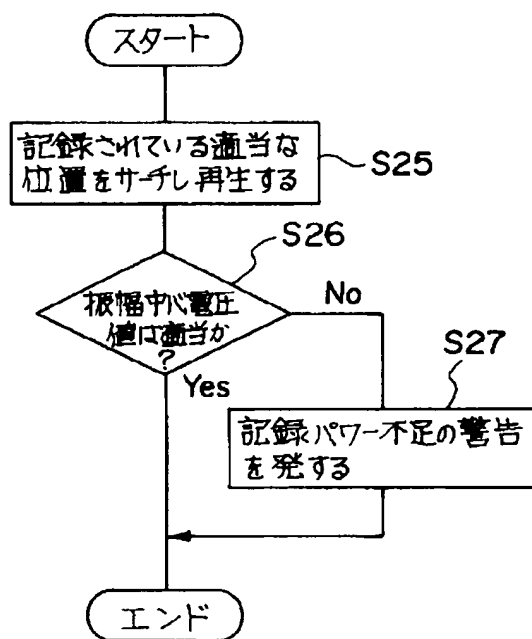 スタート
記録されている適当な
位置をサーチし再生する
S25
S26
振幅中心電圧
値は適当か
?
No
Yes
S27
記録パワー不足の警告
を発する
エンド